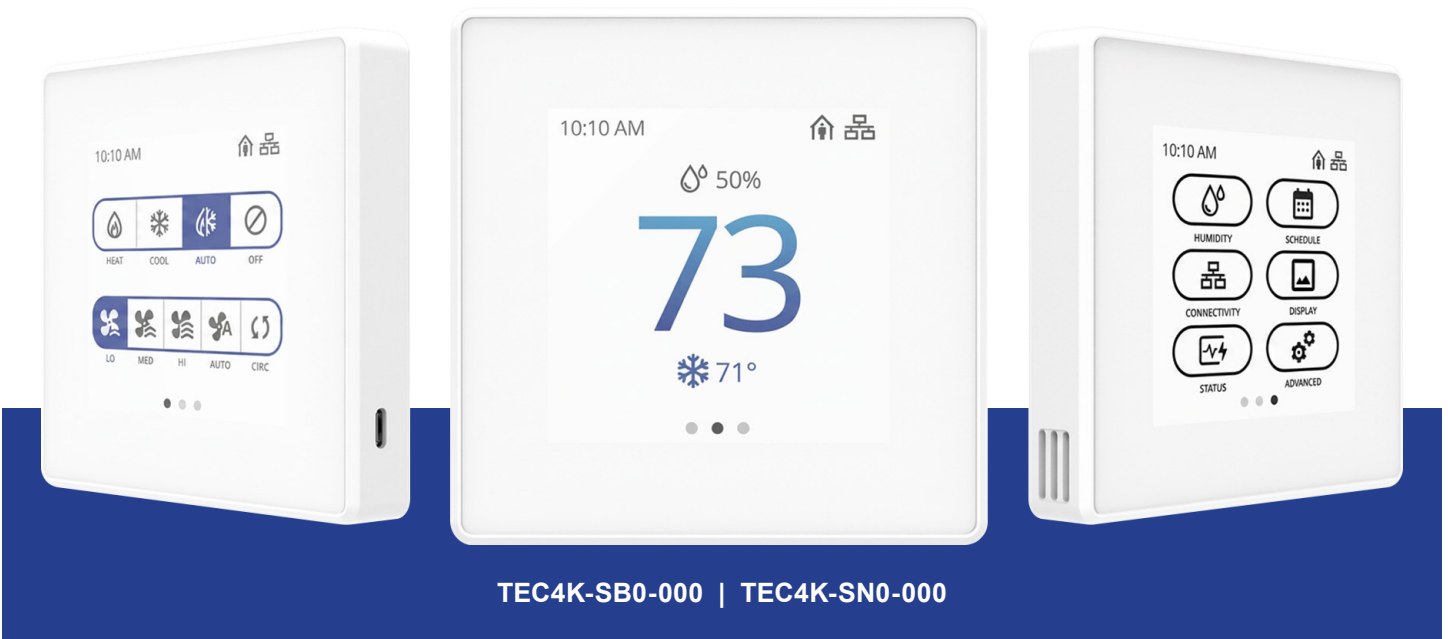 10:10 AM
HEAT COOL AUTO OFF
LO MED HI AUTO CIRC
10:10 AM
50%
73
71°
10:10 AM
HUMIDITY SCHEDULE
CONNECTIVITY DISPLAY
STATUS ADVANCED
TEC4K-SB0-000 | TEC4K-SN0-000